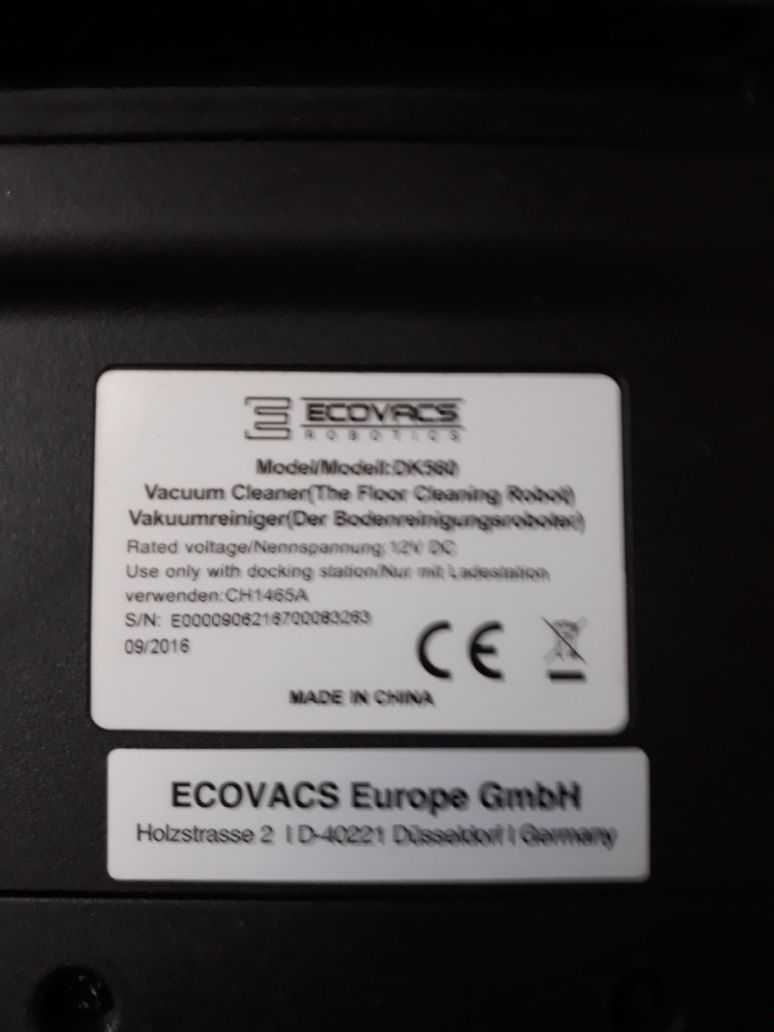 ECOVACS
ROBOTICS
Model/Modell:DK560
Vacuum Cleaner(The Floor Cleaning Robot)
Vakuumreiniger(Der Bodenreinigungsroboter)
Rated voltage/Nennspannung:12V DC
Use only with docking station/Nur mit Ladestation
verwenden:CH1465A
S/N: E0000906216700083263
09/2016
CE
MADE IN CHINA
ECOVACS Europe GmbH
Holzstrasse 2 I D-40221 Düsseldorf I Germany